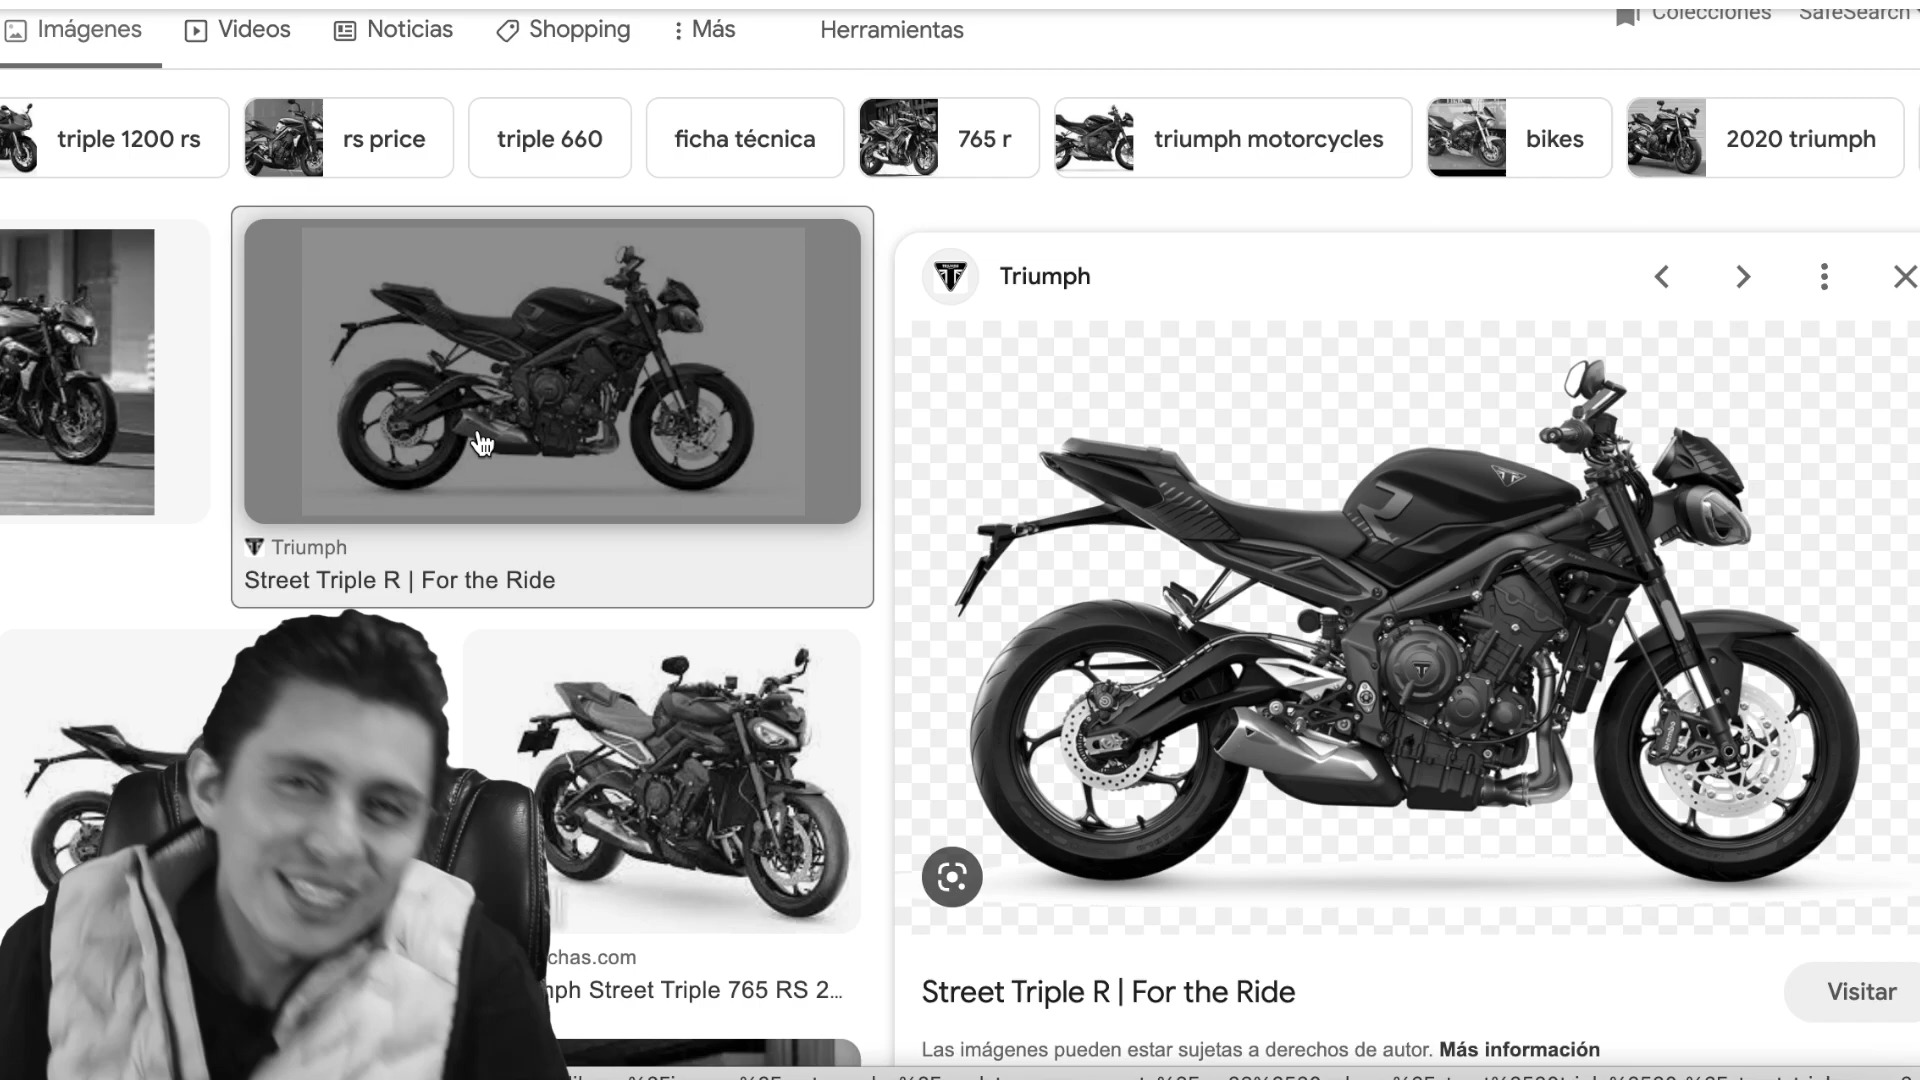 Imágenes
Videos
Noticias
Shopping
Más
Herramientas
Colecciones
SafeSearch
triple 1200 rs
rs price
triple 660
ficha técnica
765 r
triumph motorcycles
bikes
2020 triumph
Triumph
Triumph
Street Triple R | For the Ride
chas.com
mph Street Triple 765 RS 2...
Street Triple R | For the Ride
Visitar
Las imágenes pueden estar sujetas a derechos de autor. Más información